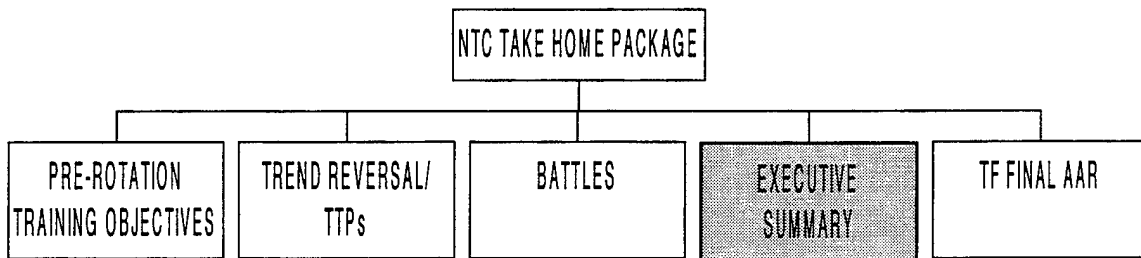 NTC TAKE HOME PACKAGE
PRE-ROTATION
TRAINING OBJECTIVES
TREND REVERSAL/
TTPs
BATTLES
EXECUTIVE
SUMMARY
TF FINAL AAR